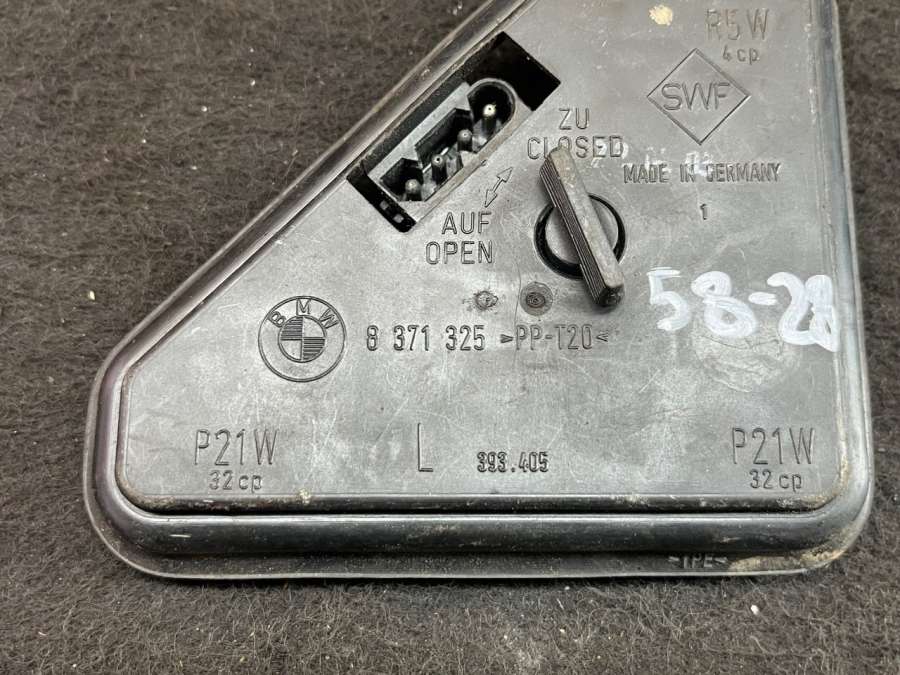 R5W
4cp
SWF
ZU
CLOSED
MADE IN GERMANY
1
AUF
OPEN
58-28
BMW
8 371 325 >PP-T20<
P21W
32cp
L
393.405
P21W
32cp
>TPE<